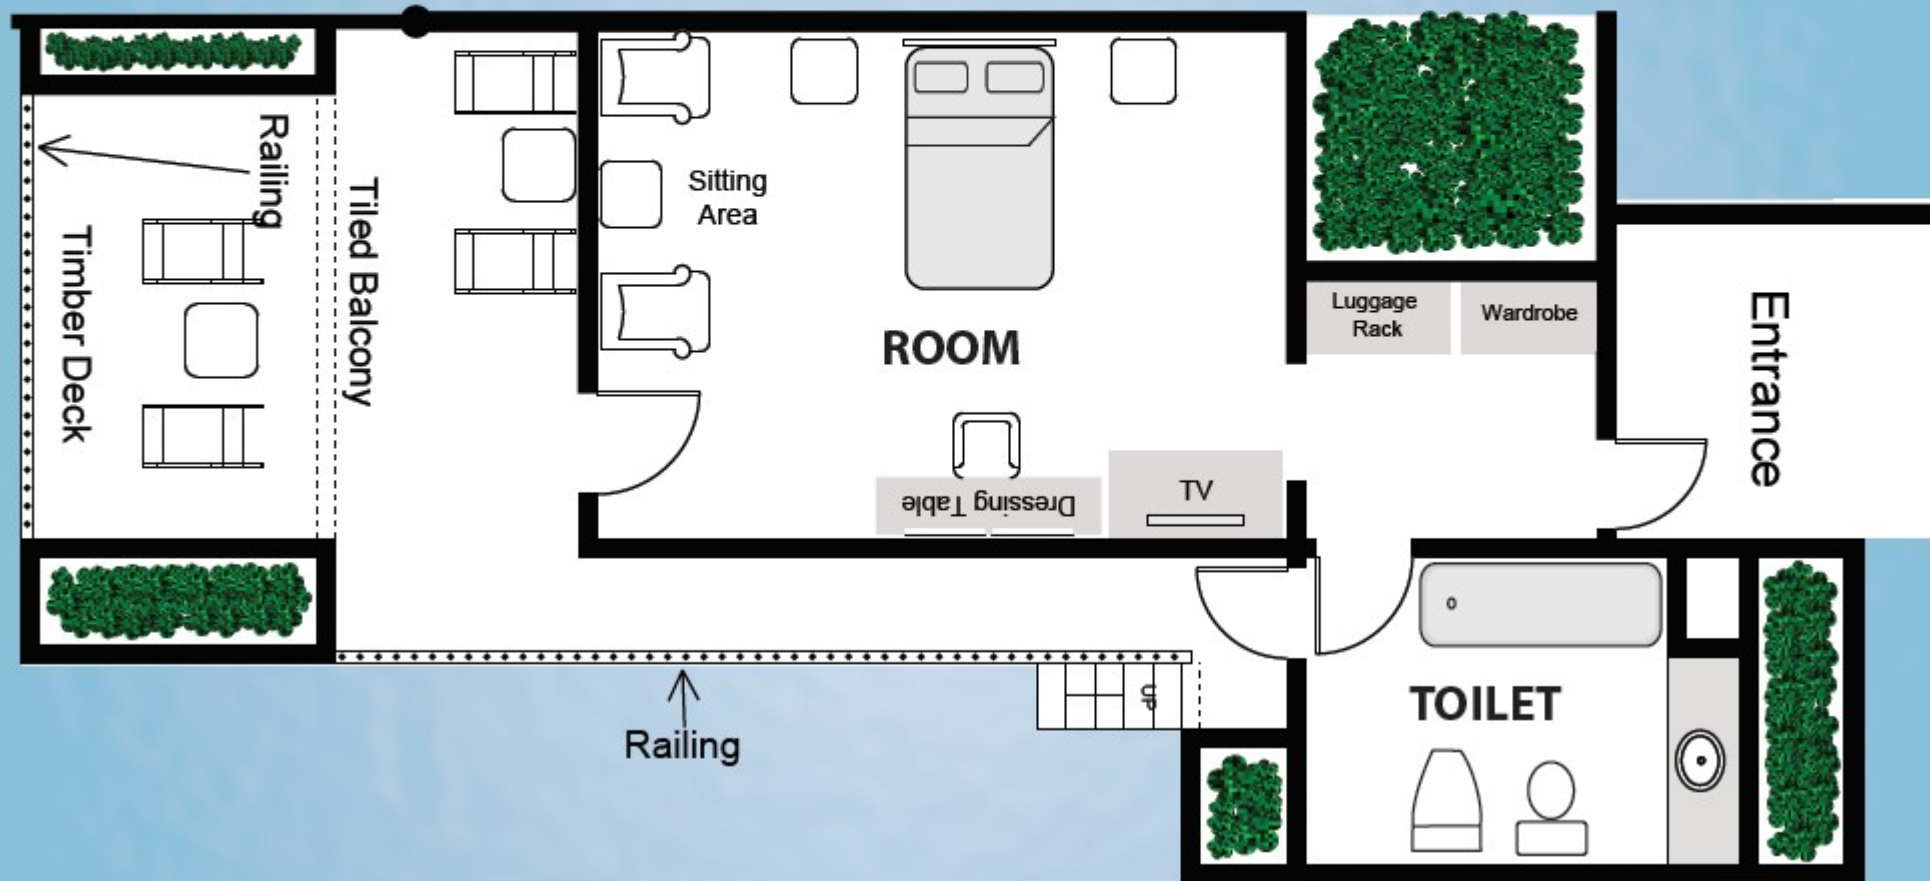 Railing
Timber Deck
Tiled Balcony
Sitting
Area
ROOM
Dressing Table
TV
Luggage
Rack
Wardrobe
Entrance
UP
Railing
TOILET